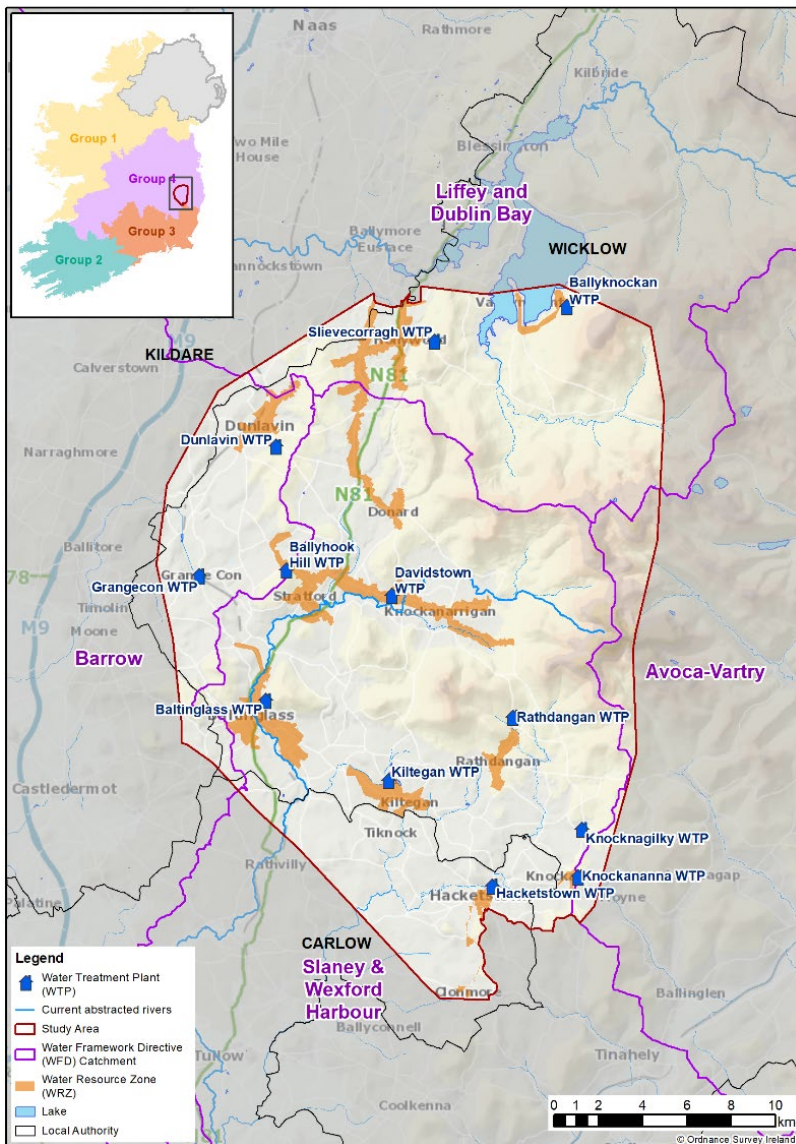 Naas
Rathmore
N81
Kilbride
Group 1
Group 4
Group 3
Group 2
Two Mile
House
Blessington
Liffey and
Dublin Bay
Ballymore
Eustace
WICKLOW
Ballyknockan
WTP
Slievecorragh WTP
M9
KILDARE
Calverstown
N81
Dunlavin
Dunlavin WTP
Narraghmore
N81
Donard
Ballitore
Ballyhook
Hill WTP
Davidstown
WTP
Grangecon WTP
Stratford
Knockanarrigan
Timolin
Moone
M9
Barrow
Avoca-Vartry
Baltinglass WTP
Rathdangan WTP
Rathdangan
Kiltegan WTP
Kiltegan
Castledermot
Tiknock
Knocknagilky WTP
Rathvilly
Knockananna WTP
Hacketstown WTP
Palatine
CARLOW
Slaney &
Wexford
Harbour
Clonmore
Ballinglen
Ballyconnell
Tullow
Tinahely
Coolkenna
N81
Legend
Water Treatment Plant
(WTP)
Current abstracted rivers
Study Area
Water Framework Directive
(WFD) Catchment
Water Resource Zone
(WRZ)
Lake
Local Authority
0 1 2 4 6 8 10
km
© Ordnance Survey Ireland